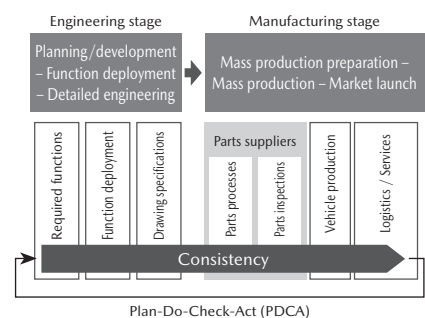 Engineering stage
Manufacturing stage
Planning/development
– Function deployment
– Detailed engineering
Mass production preparation –
Mass production – Market launch
Required functions
Function deployment
Drawing specifications
Parts suppliers
Parts processes
Parts inspections
Vehicle production
Logistics / Services
Consistency
Plan-Do-Check-Act (PDCA)